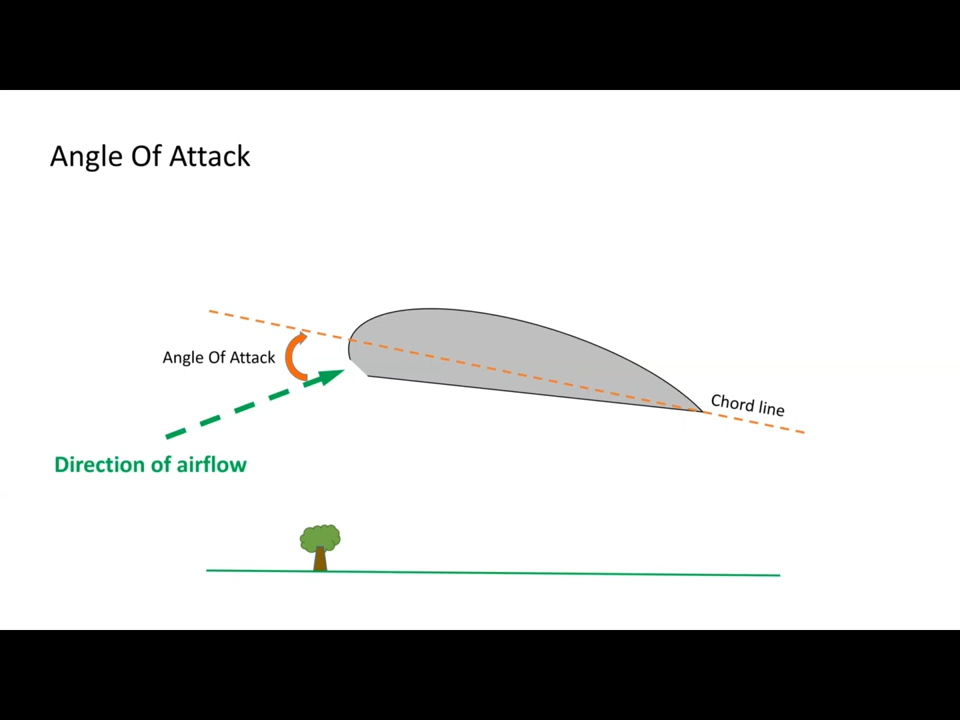 Angle Of Attack
Angle Of Attack
Chord line
Direction of airflow